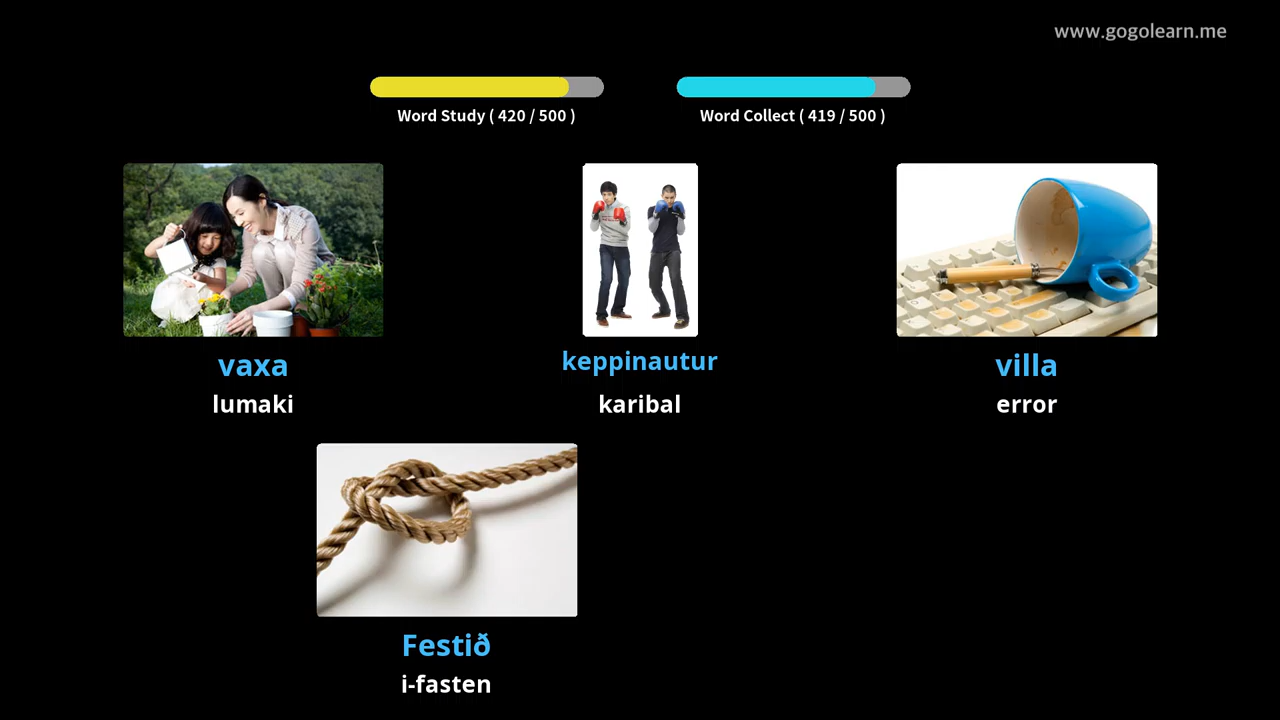 www.gogolearn.me
Word Study ( 420 / 500 )
Word Collect ( 419 / 500 )
vaxa
lumaki
keppinautur
karibal
villa
error
Festið
i-fasten